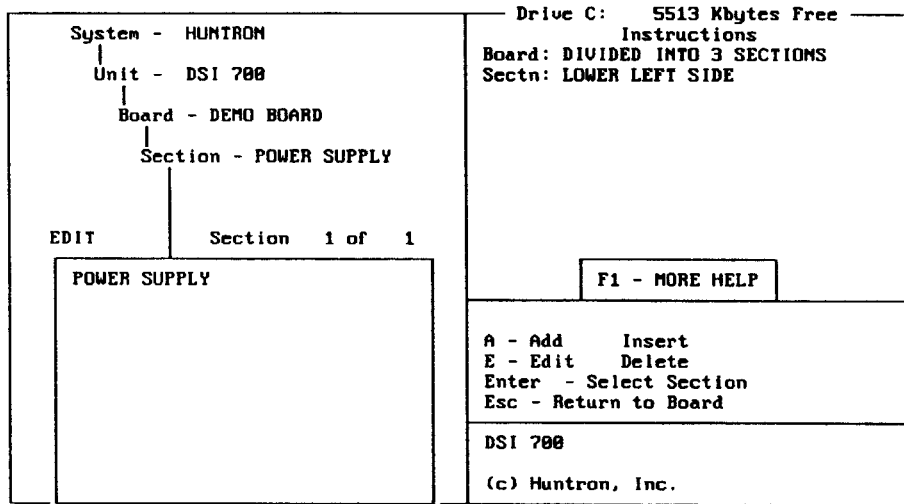 System - HUNTRON
Unit - DSI 700
Board - DEMO BOARD
Section - POWER SUPPLY
EDIT Section 1 of 1
POWER SUPPLY
Drive C: 5513 Kbytes Free
Instructions
Board: DIVIDED INTO 3 SECTIONS
Sectn: LOWER LEFT SIDE
F1 - MORE HELP
A - Add Insert
E - Edit Delete
Enter - Select Section
Esc - Return to Board
DSI 700
(c) Huntron, Inc.